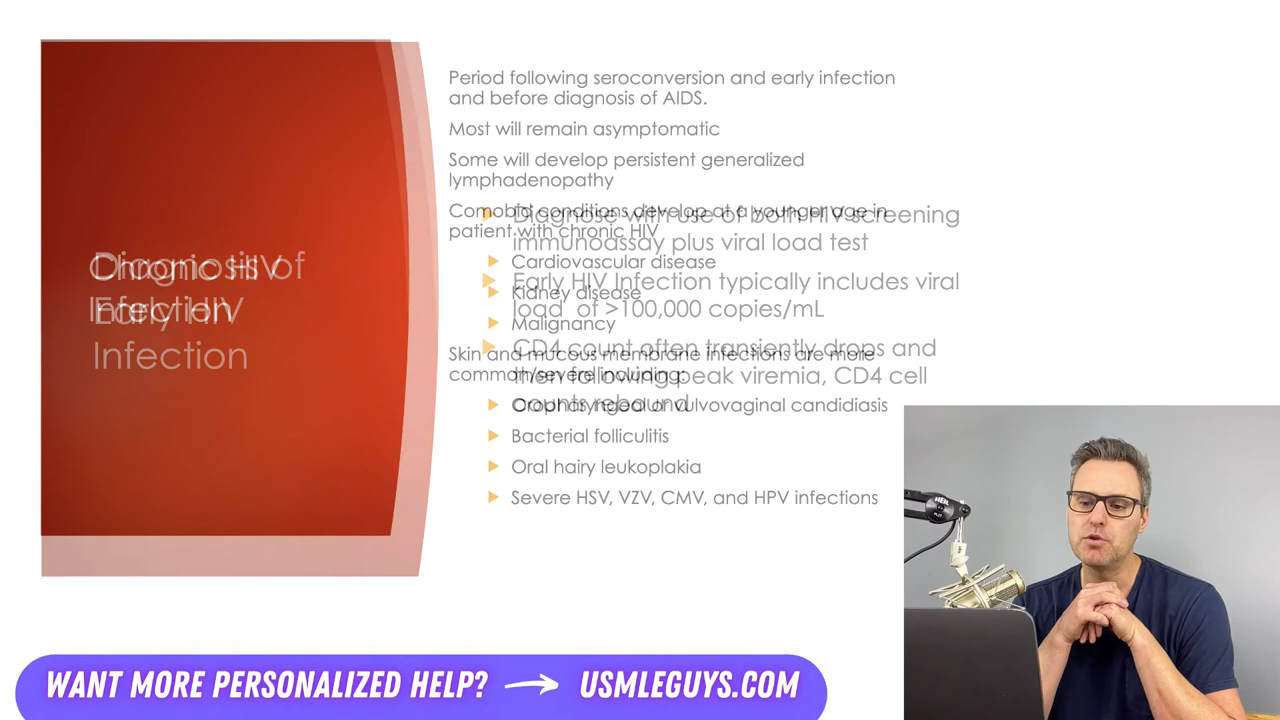 Diagnosis of
Early HIV
Infection
Chronic HIV
Infection
Period following seroconversion and early infection
and before diagnosis of AIDS.
Most will remain asymptomatic
Some will develop persistent generalized
lymphadenopathy
Comobid conditions develop at a younger age in
patient with chronic HIV
Cardiovascular disease
Kidney disease
Malignancy
Skin and mucous membrane infections are more
common/severe including:
Oropharyngeal or vulvovaginal candidiasis
Bacterial folliculitis
Oral hairy leukoplakia
Severe HSV, VZV, CMV, and HPV infections
Diagnose with use of both HIV screening
immunoassay plus viral load test
Early HIV Infection typically includes viral
load of >100,000 copies/mL
CD4 count often transiently drops and
then following peak viremia, CD4 cell
counts rebound
WANT MORE PERSONALIZED HELP? → USMLEGUYS.COM